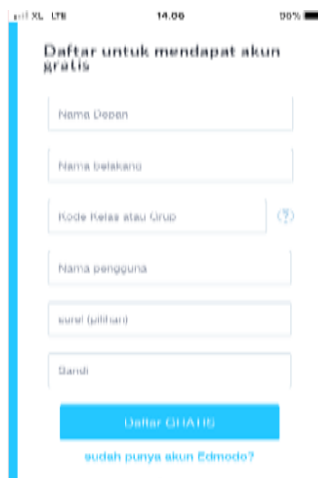 XL LTE 14.06 90%
Daftar untuk mendapat akun
gratis
Nama Depan
Nama belakang
Kode Kelas atau Grup
?
Nama pengguna
surel (pilihan)
Sandi
Daftar GRATIS
sudah punya akun Edmodo?